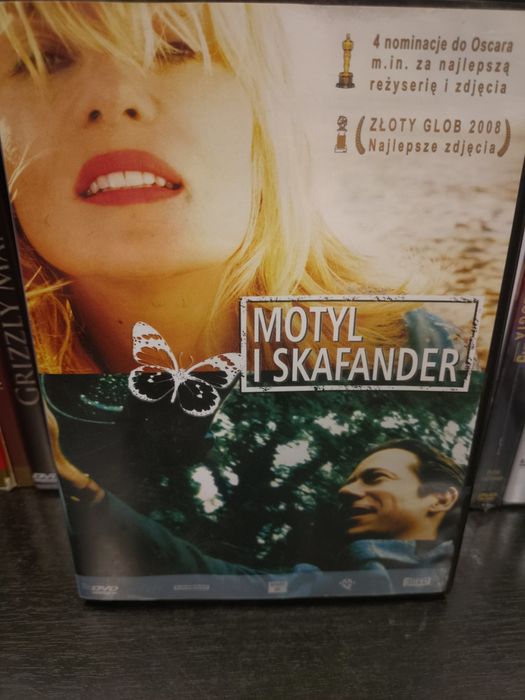 4 nominacje do Oscara
m.in. za najlepszą
reżyserię i zdjęcia
ZŁOTY GLOB 2008
Najlepsze zdjęcia
MOTYL
I SKAFANDER
GRIZZLY MA
DVD